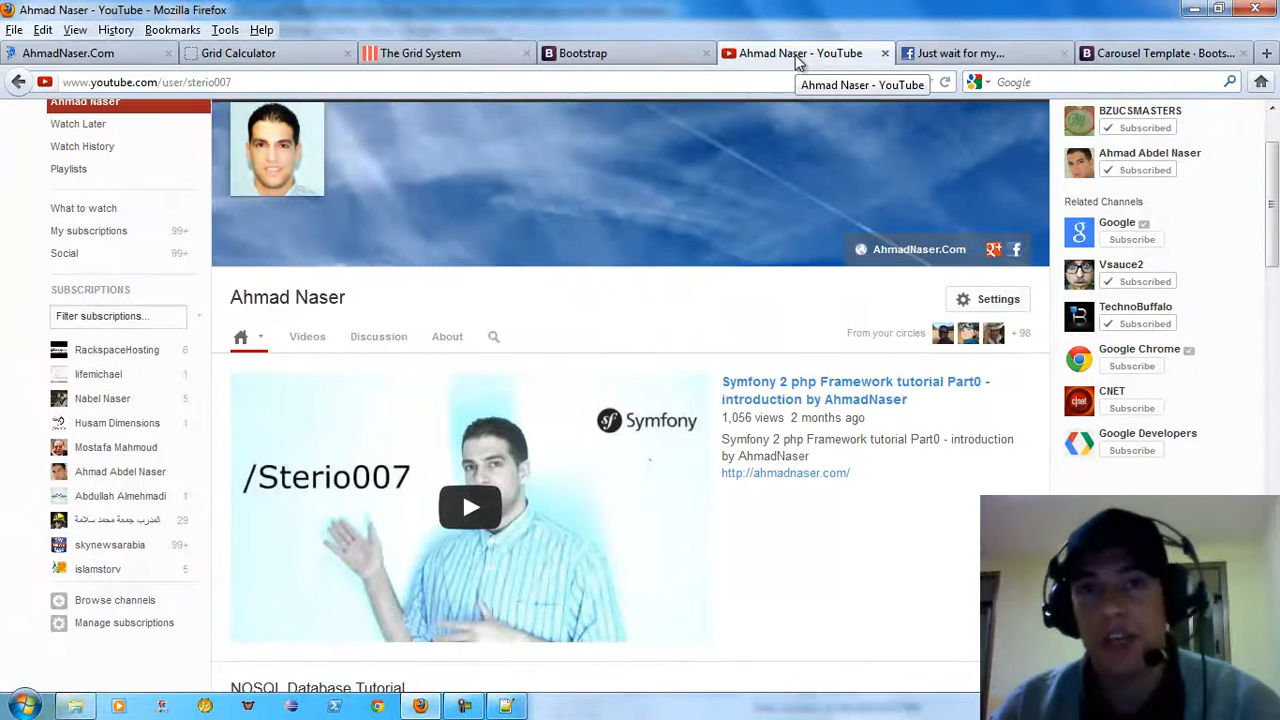 Ahmad Naser - YouTube - Mozilla Firefox
File Edit View History Bookmarks Tools Help
AhmadNaser.Com
Grid Calculator
The Grid System
Bootstrap
Ahmad Naser - YouTube
Just wait for my...
Carousel Template · Boots...
www.youtube.com/user/sterio007
Ahmad Naser - YouTube
Google
Ahmad Naser
Watch Later
Watch History
Playlists
What to watch
My subscriptions 99+
Social 99+
SUBSCRIPTIONS
Filter subscriptions...
RackspaceHosting 6
lifemichael 1
Nabel Naser
Husam Dimensions
Mostafa Mahmoud
Ahmad Abdel Naser
Abdullah Almehmadi 1
المدرب جمعة محمد سلامة 29
skynewsarabia 99+
islamstory 5
Browse channels
Manage subscriptions
AhmadNaser.Com
Ahmad Naser
Settings
Videos Discussion About
From your circles
+ 98
/Sterio007
sf Symfony
Symfony 2 php Framework tutorial Part0 -
introduction by AhmadNaser
1,056 views 2 months ago
Symfony 2 php Framework tutorial Part0 - introduction
by AhmadNaser
http://ahmadnaser.com/
NOSQL Database Tutorial
BZUCSMASTERS
Subscribed
Ahmad Abdel Naser
Subscribed
Related Channels
Google
Subscribe
Vsauce2
Subscribed
TechnoBuffalo
Subscribed
Google Chrome
Subscribe
CNET
Subscribe
Google Developers
Subscribe